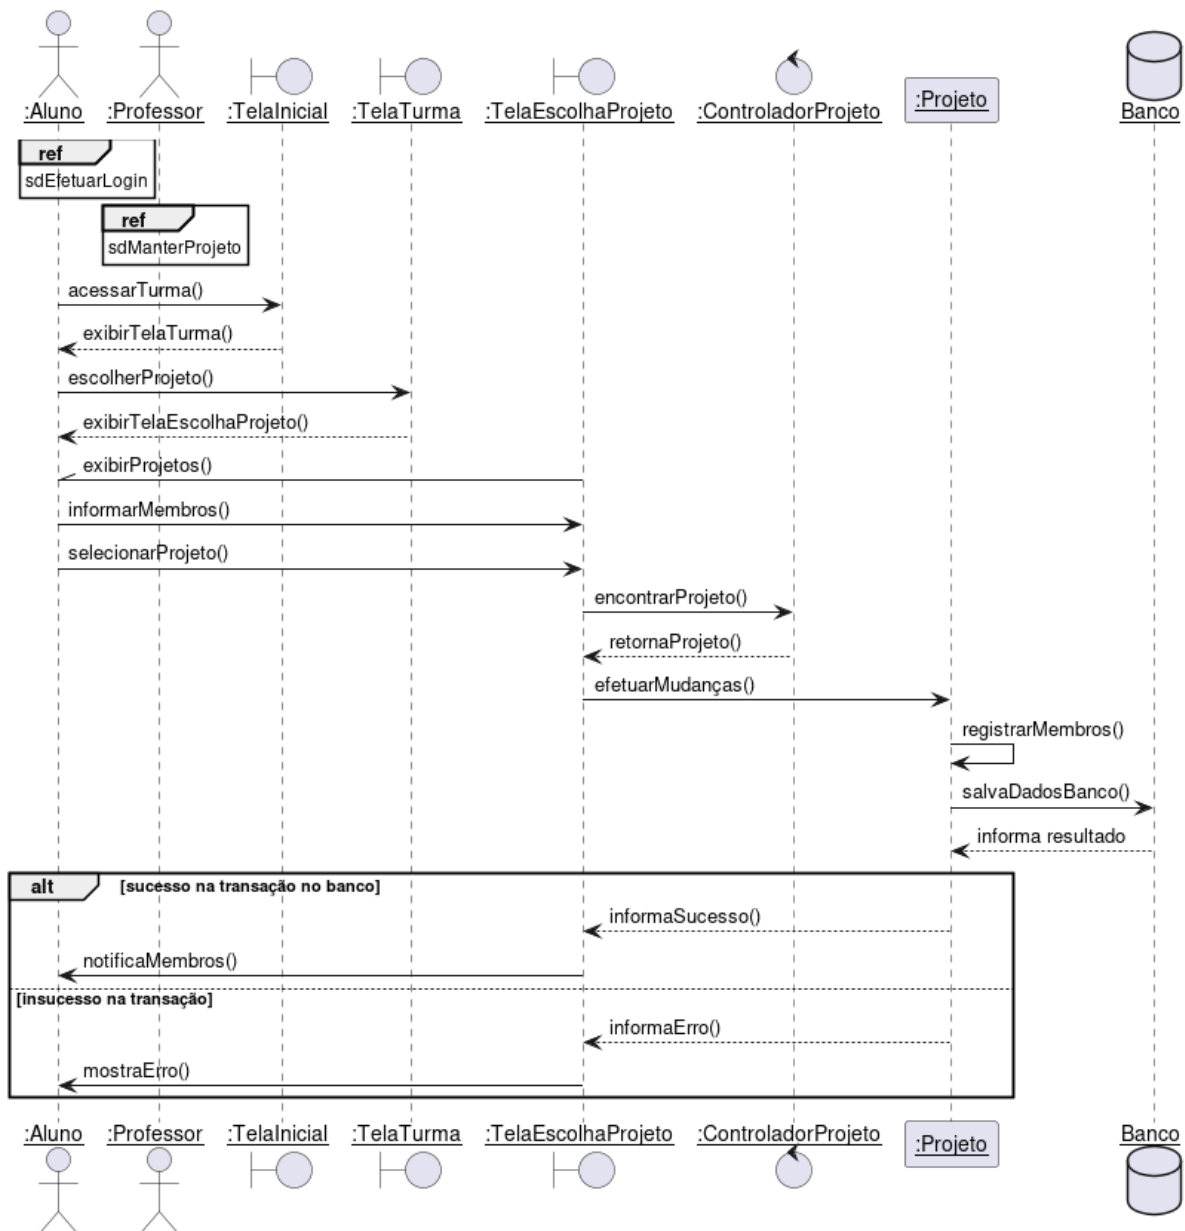 :Aluno :Professor :TelaInicial :TelaTurma :TelaEscolhaProjeto :ControladorProjeto :Projeto Banco
ref
sdEfetuarLogin
ref
sdManterProjeto
acessarTurma()
exibirTelaTurma()
escolherProjeto()
exibirTelaEscolhaProjeto()
exibirProjetos()
informarMembros()
selecionarProjeto()
encontrarProjeto()
retornaProjeto()
efetuarMudanças()
registrarMembros()
salvaDadosBanco()
informa resultado
alt [sucesso na transação no banco]
informaSucesso()
notificaMembros()
[insucesso na transação]
informaErro()
mostraErro()
:Aluno :Professor :TelaInicial :TelaTurma :TelaEscolhaProjeto :ControladorProjeto :Projeto Banco